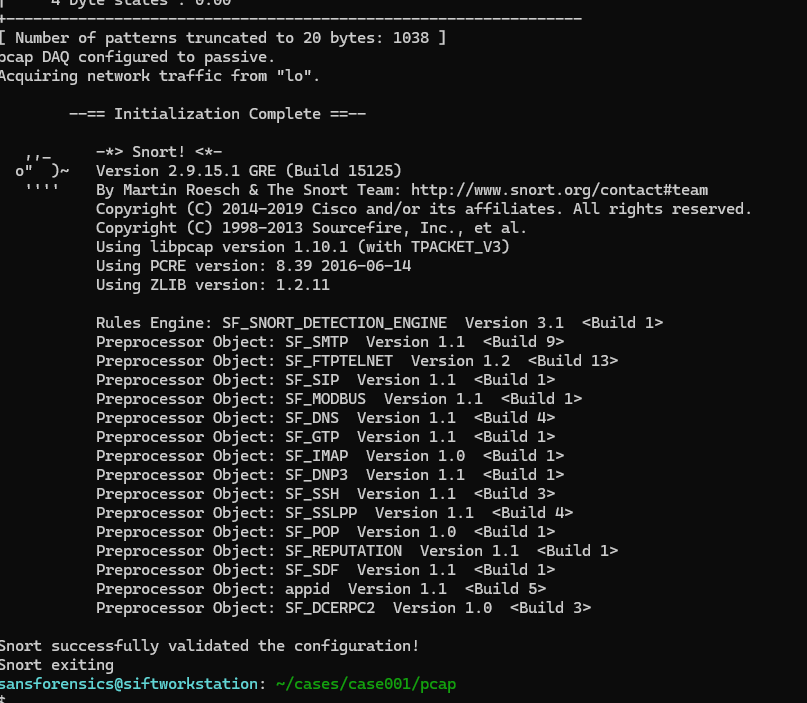 |     4 byte states : 0.00
+----------------------------------------------------------------
[ Number of patterns truncated to 20 bytes: 1038 ]
pcap DAQ configured to passive.
Acquiring network traffic from "lo".
--== Initialization Complete ==--
,,_     -*> Snort! <*-
o"  )~   Version 2.9.15.1 GRE (Build 15125)
''''    By Martin Roesch & The Snort Team: http://www.snort.org/contact#team
Copyright (C) 2014-2019 Cisco and/or its affiliates. All rights reserved.
Copyright (C) 1998-2013 Sourcefire, Inc., et al.
Using libpcap version 1.10.1 (with TPACKET_V3)
Using PCRE version: 8.39 2016-06-14
Using ZLIB version: 1.2.11
Rules Engine: SF_SNORT_DETECTION_ENGINE  Version 3.1  <Build 1>
Preprocessor Object: SF_SMTP  Version 1.1  <Build 9>
Preprocessor Object: SF_FTPTELNET  Version 1.2  <Build 13>
Preprocessor Object: SF_SIP  Version 1.1  <Build 1>
Preprocessor Object: SF_MODBUS  Version 1.1  <Build 1>
Preprocessor Object: SF_DNS  Version 1.1  <Build 4>
Preprocessor Object: SF_GTP  Version 1.1  <Build 1>
Preprocessor Object: SF_IMAP  Version 1.0  <Build 1>
Preprocessor Object: SF_DNP3  Version 1.1  <Build 1>
Preprocessor Object: SF_SSH  Version 1.1  <Build 3>
Preprocessor Object: SF_SSLPP  Version 1.1  <Build 4>
Preprocessor Object: SF_POP  Version 1.0  <Build 1>
Preprocessor Object: SF_REPUTATION  Version 1.1  <Build 1>
Preprocessor Object: SF_SDF  Version 1.1  <Build 1>
Preprocessor Object: appid  Version 1.1  <Build 5>
Preprocessor Object: SF_DCERPC2  Version 1.0  <Build 3>
Snort successfully validated the configuration!
Snort exiting
sansforensics@siftworkstation: ~/cases/case001/pcap
$